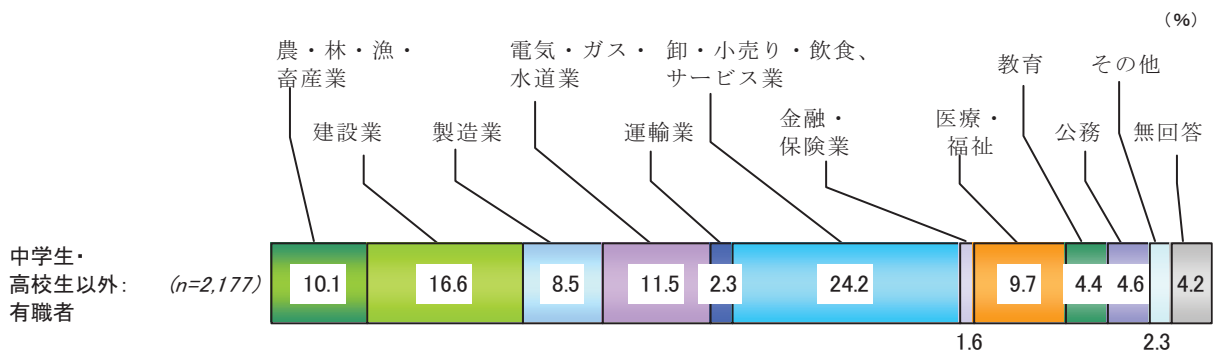 (%)
農・林・漁・
畜産業
建設業
製造業
電気・ガス・
水道業
運輸業
卸・小売り・飲食、
サービス業
金融・
保険業
医療・
福祉
教育
公務
その他
無回答
中学生・
高校生以外:
有職者
(n=2,177)
10.1
16.6
8.5
11.5
2.3
24.2
1.6
9.7
4.4
4.6
2.3
4.2